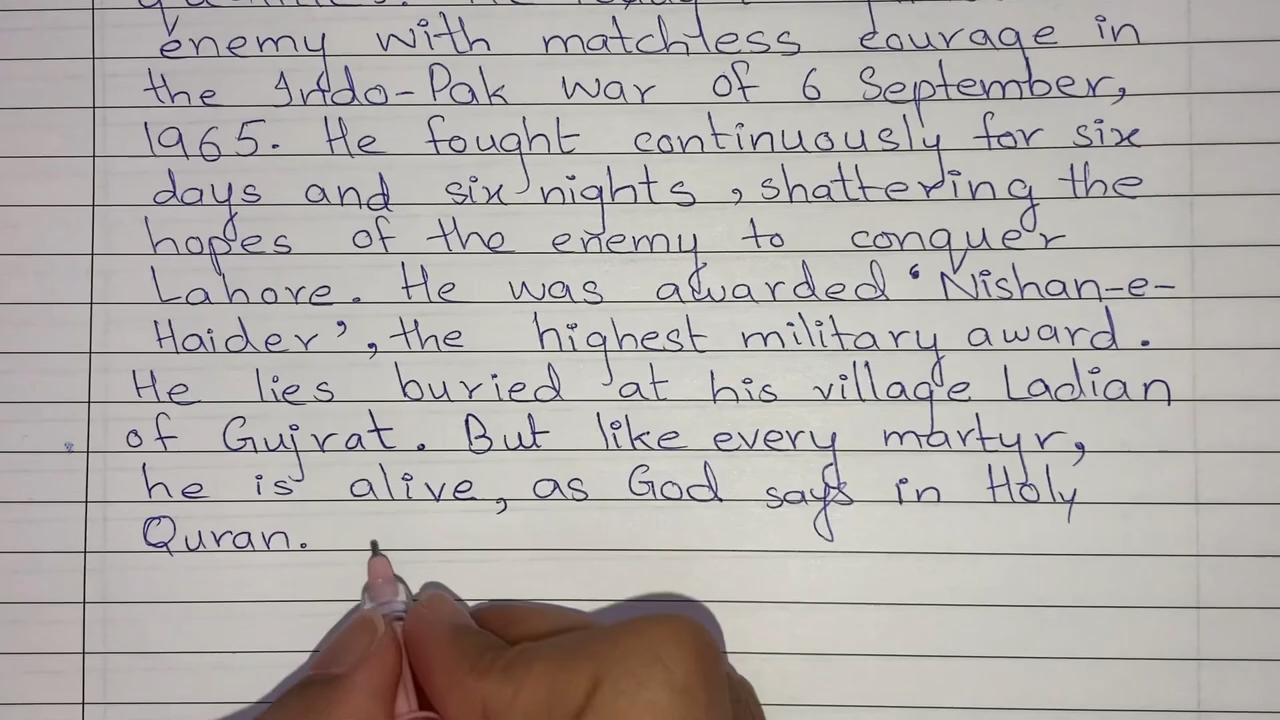 enemy with matchless courage in
the Indo-Pak war of 6 September,
1965. He fought continuously for six
days and six nights, shattering the
hopes of the enemy to conquer
Lahore. He was awarded 'Nishan-e-
Haider', the highest military award.
He lies buried at his village Ladian
of Gujrat. But like every martyr,
he is alive, as God says in Holy
Quran.